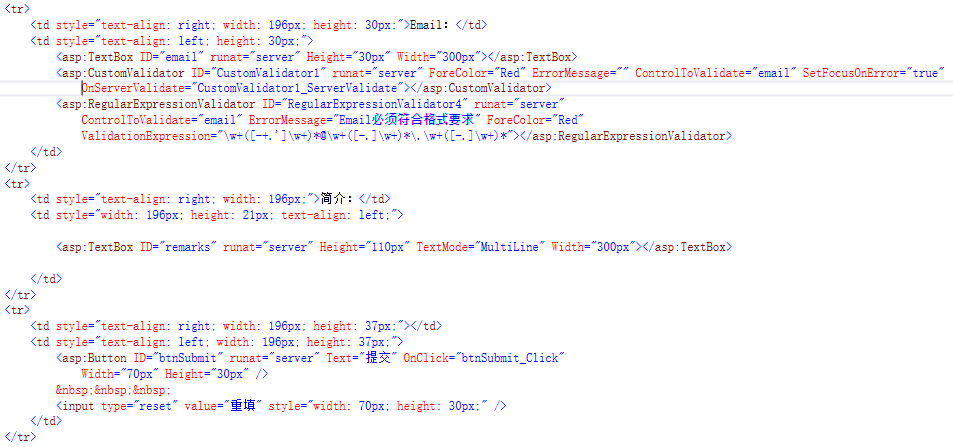 <tr>
<td style="text-align: right; width: 196px; height: 30px;">Email：</td>
<td style="text-align: left; height: 30px;">
<asp:TextBox ID="email" runat="server" Height="30px" Width="300px"></asp:TextBox>
<asp:CustomValidator ID="CustomValidator1" runat="server" ForeColor="Red" ErrorMessage="" ControlToValidate="email" SetFocusOnError="true"
OnServerValidate="CustomValidator1_ServerValidate"></asp:CustomValidator>
<asp:RegularExpressionValidator ID="RegularExpressionValidator4" runat="server"
ControlToValidate="email" ErrorMessage="Email必须符合格式要求" ForeColor="Red"
ValidationExpression="\w+([-+.']\w+)*@\w+([-.]\w+)*\.\w+([-.]\w+)*"></asp:RegularExpressionValidator>
</td>
</tr>
<tr>
<td style="text-align: right; width: 196px;">简介：</td>
<td style="width: 196px; height: 21px; text-align: left;">
<asp:TextBox ID="remarks" runat="server" Height="110px" TextMode="MultiLine" Width="300px"></asp:TextBox>
</td>
</tr>
<tr>
<td style="text-align: right; width: 196px; height: 37px;"></td>
<td style="text-align: left; width: 196px; height: 37px;">
<asp:Button ID="btnSubmit" runat="server" Text="提交" OnClick="btnSubmit_Click"
Width="70px" Height="30px" />
&nbsp;&nbsp;&nbsp;
<input type="reset" value="重填" style="width: 70px; height: 30px;" />
</td>
</tr>